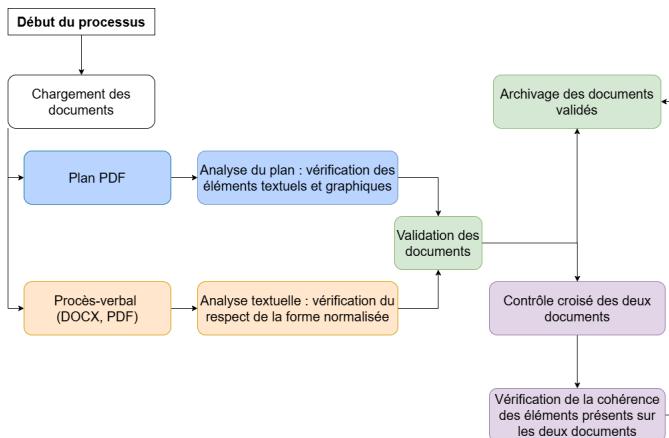 Début du processus
Chargement des
documents
Archivage des documents
validés
Plan PDF
Analyse du plan : vérification des
éléments textuels et graphiques
Validation des
documents
Procès-verbal
(DOCX, PDF)
Analyse textuelle : vérification du
respect de la forme normalisée
Contrôle croisé des deux
documents
Vérification de la cohérence
des éléments présents sur
les deux documents